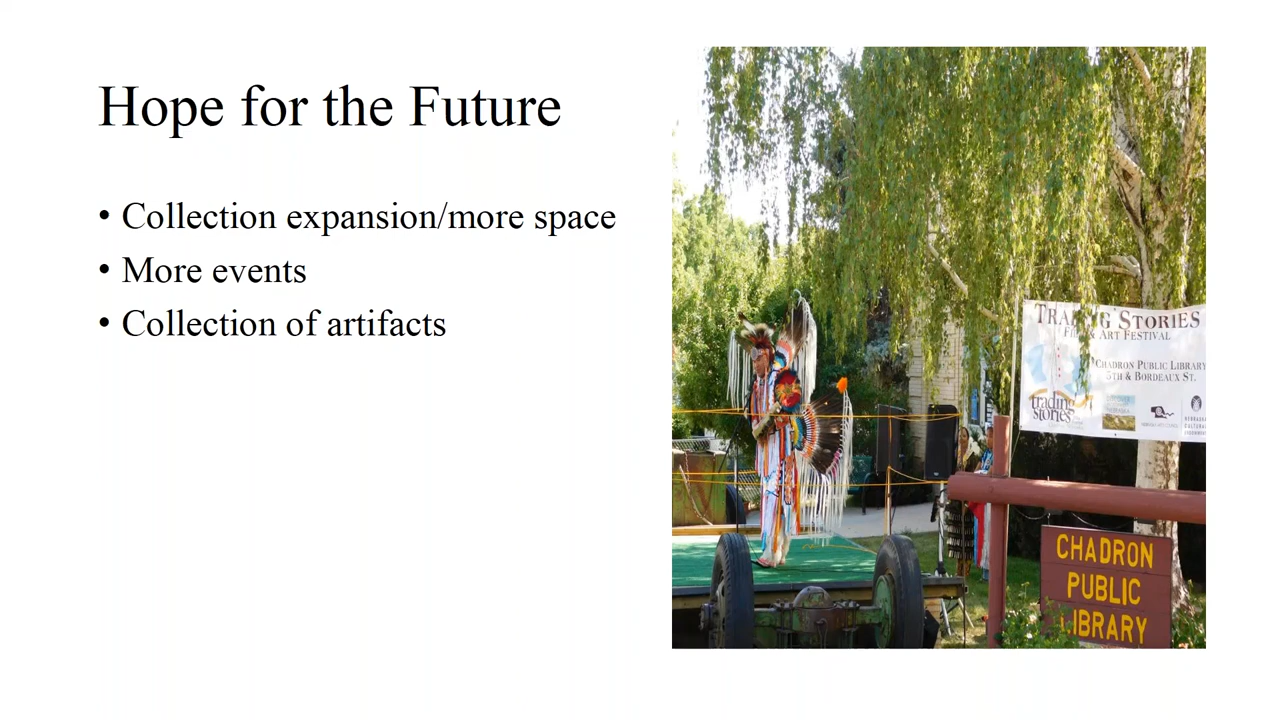 Hope for the Future
• Collection expansion/more space
• More events
• Collection of artifacts
TRADING STORIES
FILM & ART FESTIVAL
CHADRON PUBLIC LIBRARY
5TH & BORDEAUX ST.
trading
stories
CHADRON
PUBLIC
LIBRARY